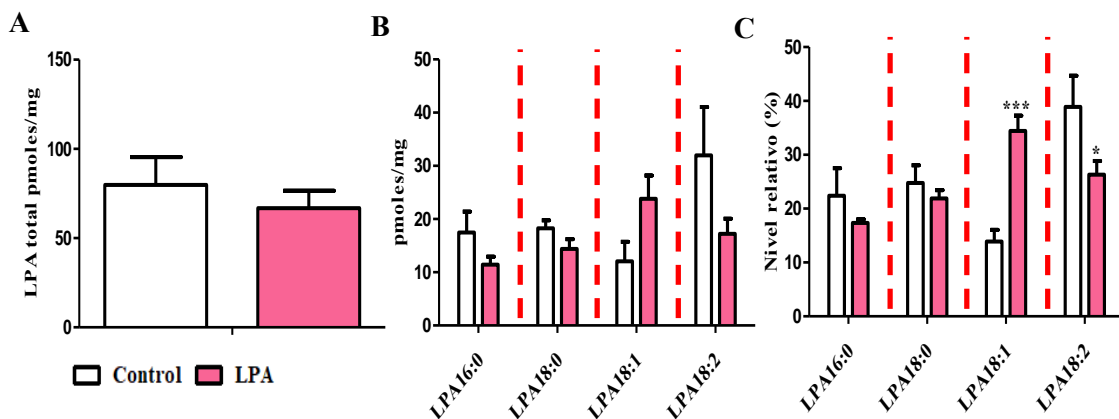 A
LPA total pmoles/mg
150
100
50
0
Control
LPA
B
pmoles/mg
50
40
30
20
10
0
LPA16:0
LPA18:0
LPA18:1
LPA18:2
C
Nivel relativo (%)
50
40
30
20
10
0
***
*
LPA16:0
LPA18:0
LPA18:1
LPA18:2